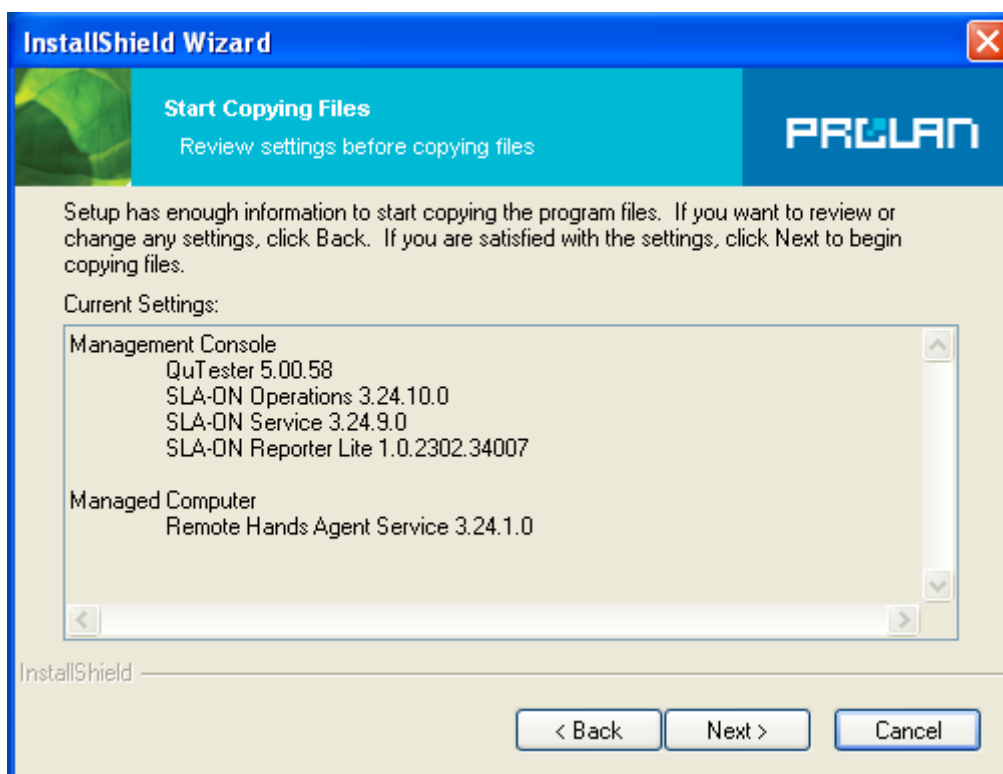 InstallShield Wizard
Start Copying Files
Review settings before copying files
PROLAN
Setup has enough information to start copying the program files. If you want to review or
change any settings, click Back. If you are satisfied with the settings, click Next to begin
copying files.
Current Settings:
Management Console
QuTester 5.00.58
SLA-ON Operations 3.24.10.0
SLA-ON Service 3.24.9.0
SLA-ON Reporter Lite 1.0.2302.34007
Managed Computer
Remote Hands Agent Service 3.24.1.0
InstallShield
< Back
Next >
Cancel